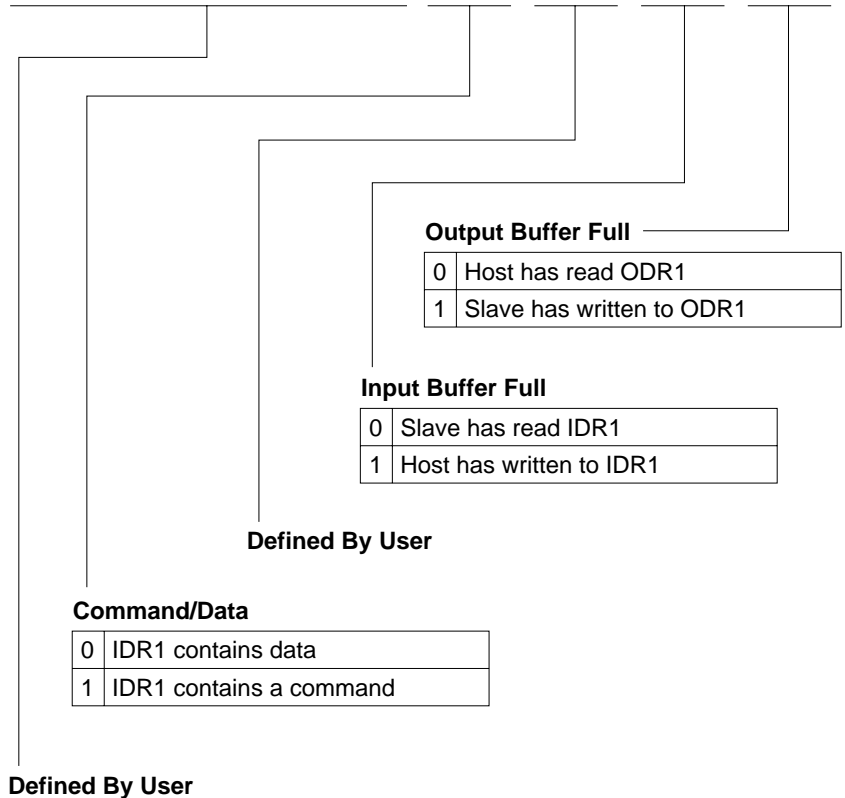 Output Buffer Full
0 Host has read ODR1
1 Slave has written to ODR1
Input Buffer Full
0 Slave has read IDR1
1 Host has written to IDR1
Defined By User
Command/Data
0 IDR1 contains data
1 IDR1 contains a command
Defined By User